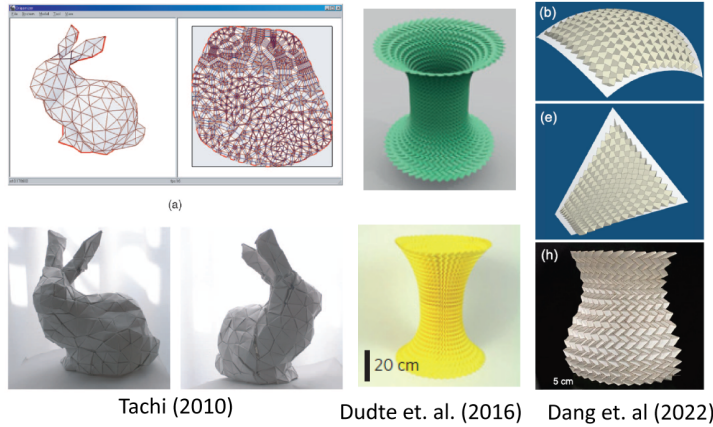 (a)
Tachi (2010)
20 cm
Dudte et. al. (2016)
(b)
(e)
(h)
5 cm
Dang et. al (2022)